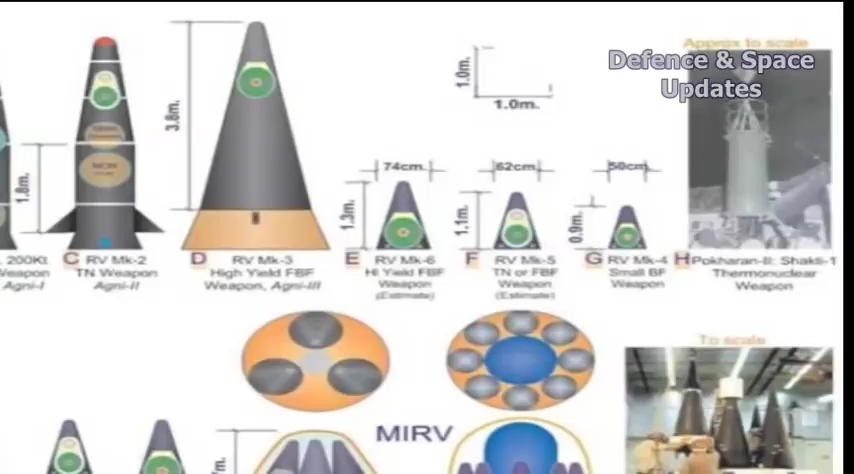 Approx to scale
Defence & Space
Updates
3.8m.
1.0m.
1.0m.
74cm.
62cm
50cm
1.8m.
1.3m.
1.1m.
0.9m.
200Kt
Weapon
Agni-I
C RV Mk-2
TN Weapon
Agni-II
D RV Mk-3
High Yield FBF
Weapon, Agni-III
E RV Mk-6
Hi Yield FBF
Weapon
(Estimate)
F RV Mk-5
TN or FBF
Weapon
(Estimate)
G RV Mk-4
Small BF
Weapon
H Pokharan-II: Shakti-1
Thermonuclear
Weapon
To scale
MIRV